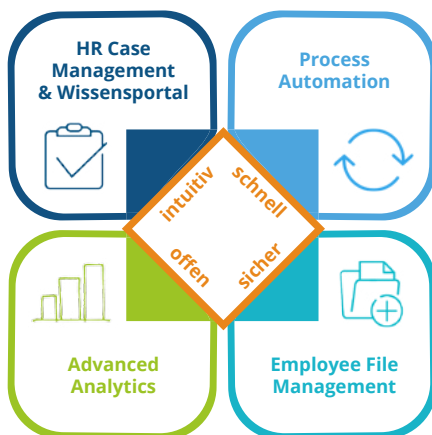 HR Case
Management
& Wissensportal
Process
Automation
intuitiv
schnell
offen
sicher
Advanced
Analytics
Employee File
Management